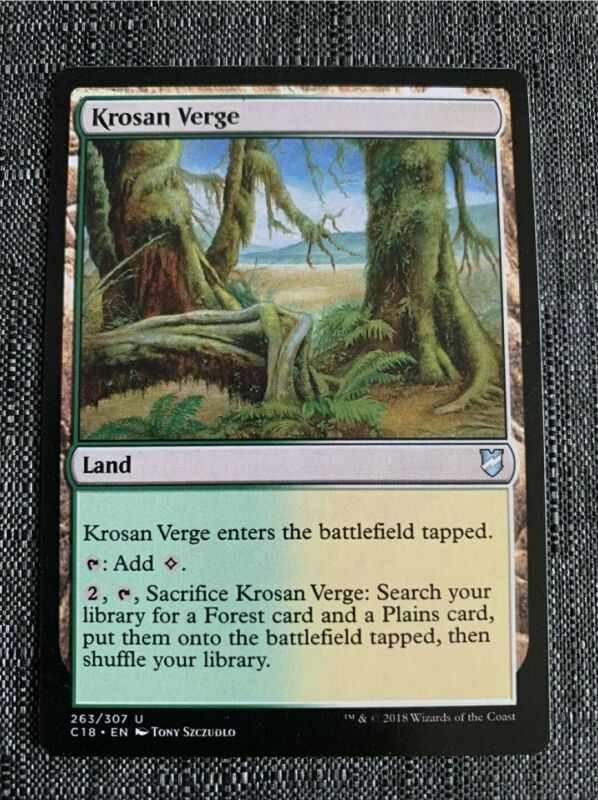 Krosan Verge
Land
Krosan Verge enters the battlefield tapped.
: Add .
2, , Sacrifice Krosan Verge: Search your
library for a Forest card and a Plains card,
put them onto the battlefield tapped, then
shuffle your library.
263/307 U
C18 • EN Tony Szczudlo
™ & © 2018 Wizards of the Coast